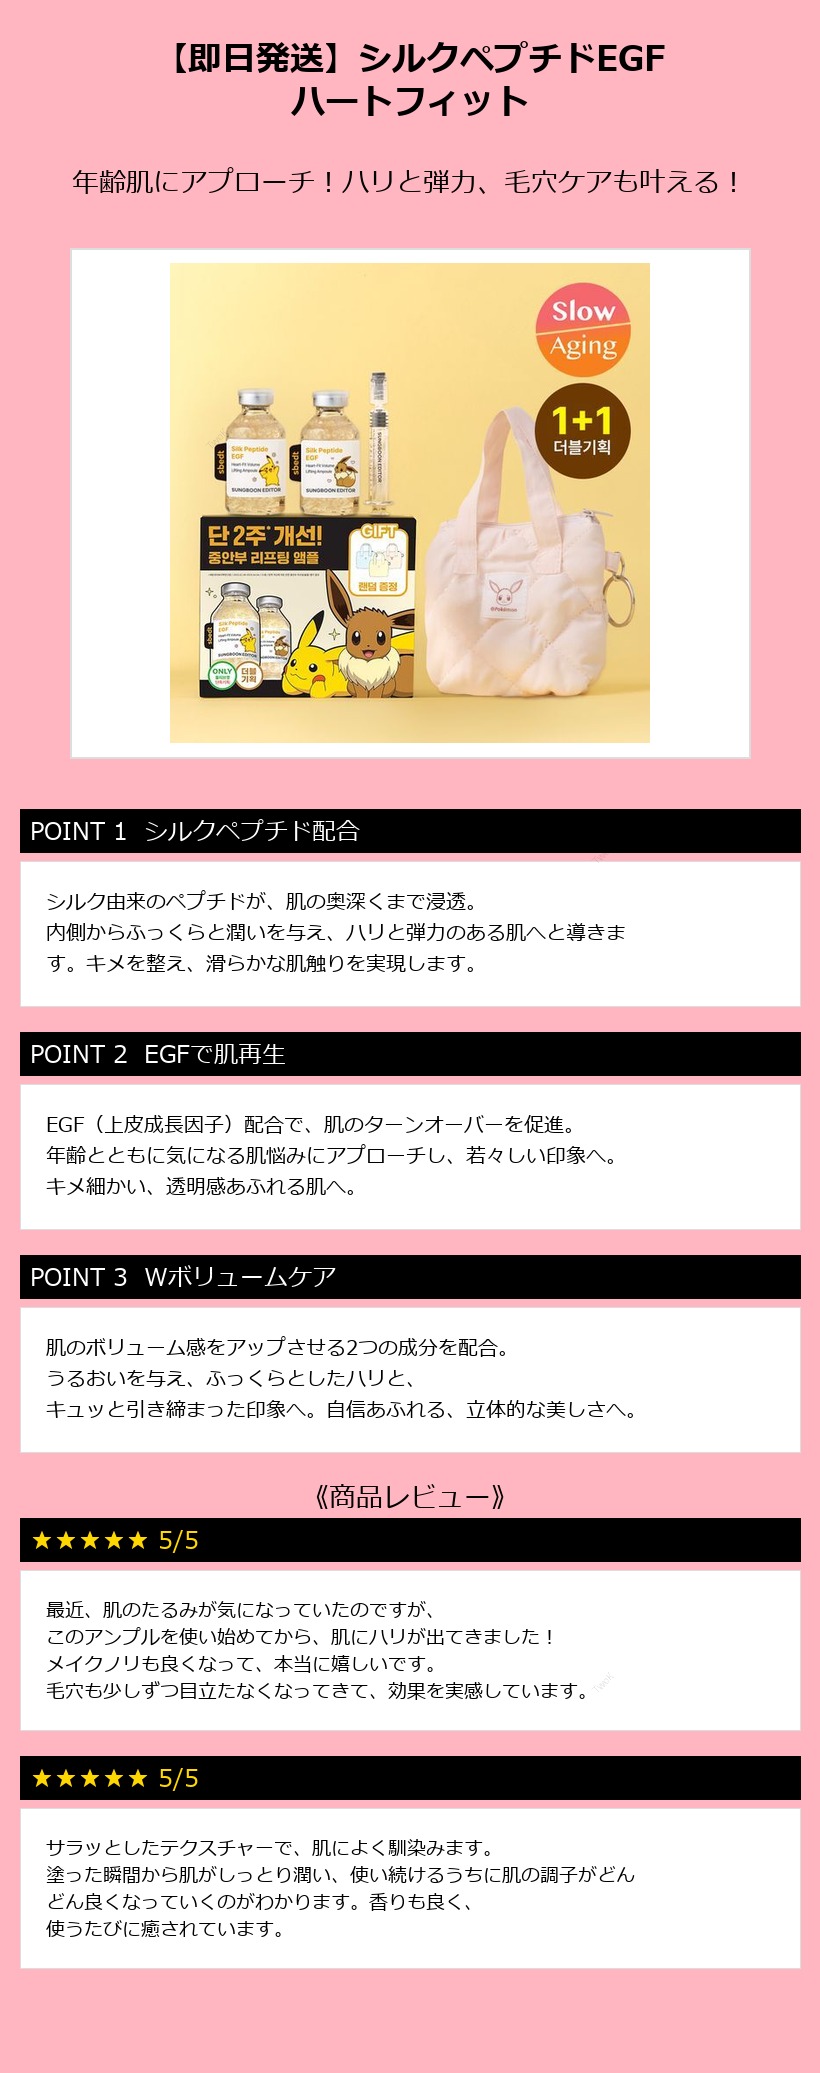 【即日発送】シルクペプチドEGF
ハートフィット
年齢肌にアプローチ！ハリと弾力、毛穴ケアも叶える！
Slow
Aging
1+1
더블기획
Silk Peptide
EGF
Heart-Fit Volume
Lifting Ampoule
SUNGBOON EDITOR
sbedt
Silk Peptide
EGF
Heart-Fit Volume
Lifting Ampoule
SUNGBOON EDITOR
sbedt
SUNGBOON EDITOR
단 2주* 개선!
중안부 리프팅 앰플
GIFT
랜덤 증정
Silk Peptide
EGF
sbedt
SUNGBOON EDITOR
ONLY
더블
기획
POINT 1 シルクペプチド配合
シルク由来のペプチドが、肌の奥深くまで浸透。
内側からふっくらと潤いを与え、ハリと弾力のある肌へと導きま
す。キメを整え、滑らかな肌触りを実現します。
POINT 2 EGFで肌再生
EGF（上皮成長因子）配合で、肌のターンオーバーを促進。
年齢とともに気になる肌悩みにアプローチし、若々しい印象へ。
キメ細かい、透明感あふれる肌へ。
POINT 3 Wボリュームケア
肌のボリューム感をアップさせる2つの成分を配合。
うるおいを与え、ふっくらとしたハリと、
キュッと引き締まった印象へ。自信あふれる、立体的な美しさへ。
《商品レビュー》
★★★★★ 5/5
最近、肌のたるみが気になっていたのですが、
このアンプルを使い始めてから、肌にハリが出てきました！
メイクノリも良くなって、本当に嬉しいです。
毛穴も少しずつ目立たなくなってきて、効果を実感しています。
★★★★★ 5/5
サラッとしたテクスチャーで、肌によく馴染みます。
塗った瞬間から肌がしっとり潤い、使い続けるうちに肌の調子がどん
どん良くなっていくのがわかります。香りも良く、
使うたびに癒されています。